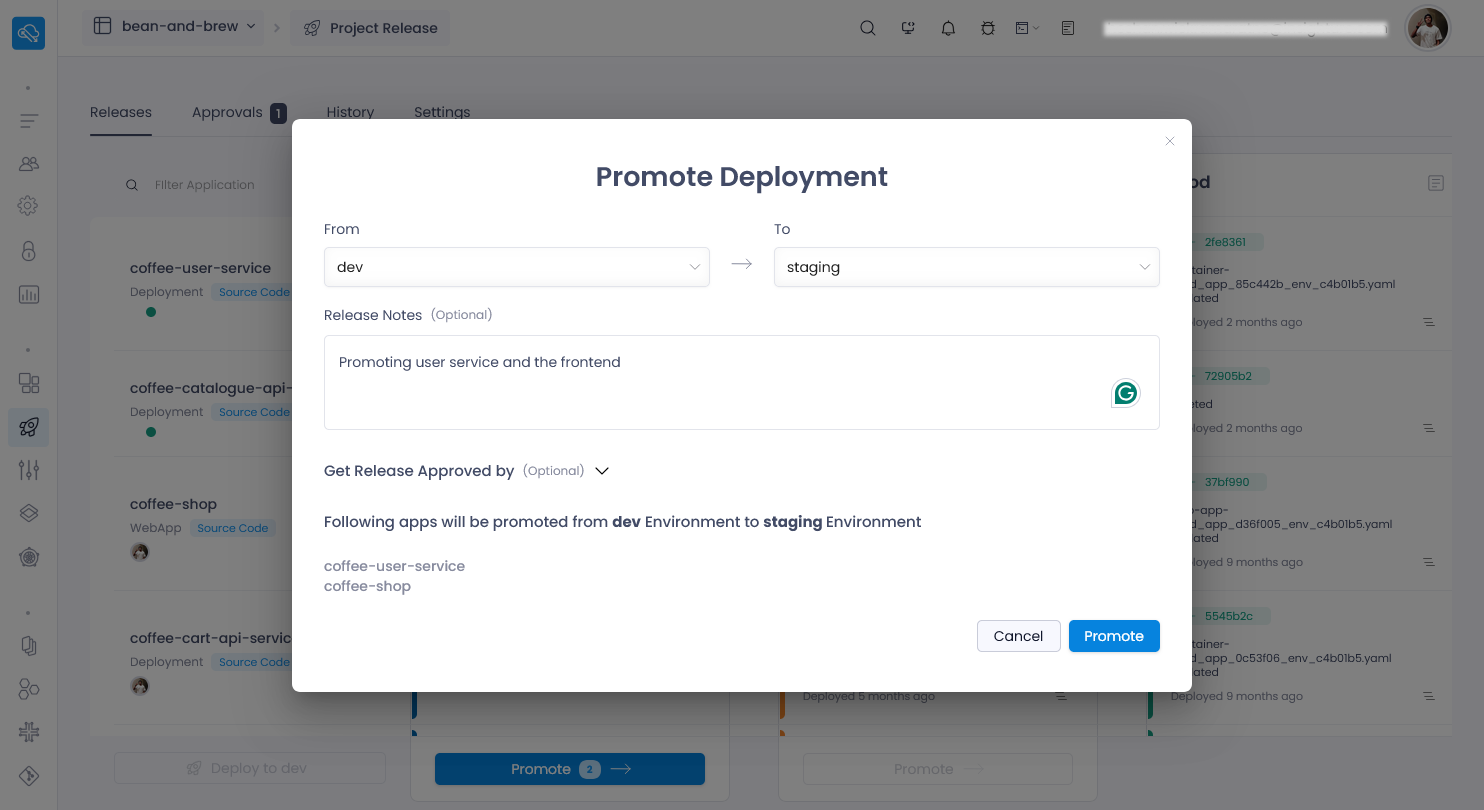 bean-and-brew
Project Release
Releases
Approvals 1
History
Settings
Filter Application
coffee-user-service
Deployment Source Code
coffee-catalogue-api-
Deployment Source Code
coffee-shop
WebApp Source Code
coffee-cart-api-servic
Deployment Source Code
Deploy to dev
Promote Deployment
From
To
dev
staging
Release Notes (Optional)
Promoting user service and the frontend
Get Release Approved by (Optional)
Following apps will be promoted from dev Environment to staging Environment
coffee-user-service
coffee-shop
Cancel
Promote
Promote 2
Deployed 5 months ago
Promote
od
2fe8361
tainer-
d_app_85c442b_env_c4b01b5.yaml
ated
loyed 2 months ago
72905b2
eted
loyed 2 months ago
37bf990
-app-
d_app_d36f005_env_c4b01b5.yaml
ated
loyed 9 months ago
5545b2c
tainer-
d_app_0c53f06_env_c4b01b5.yaml
ated
Deployed 9 months ago